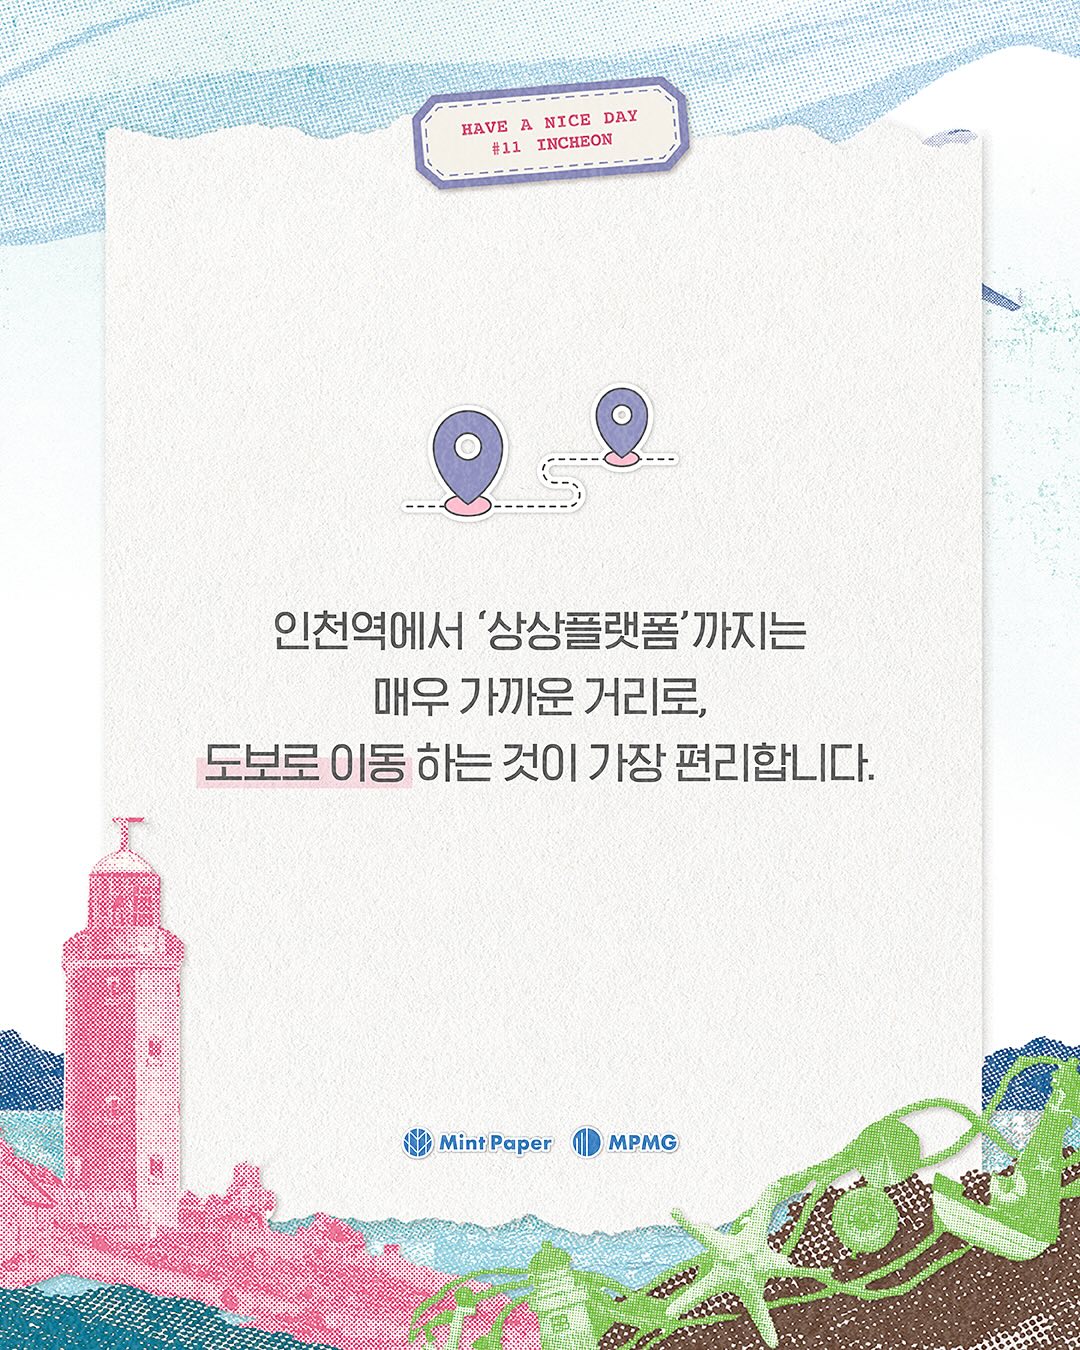 HAVE A NICE DAY
#11 INCHEON
인천역에서 ‘상상플랫폼’까지는
매우 가까운 거리로,
도보로 이동 하는 것이 가장 편리합니다.
Mint Paper MPMG